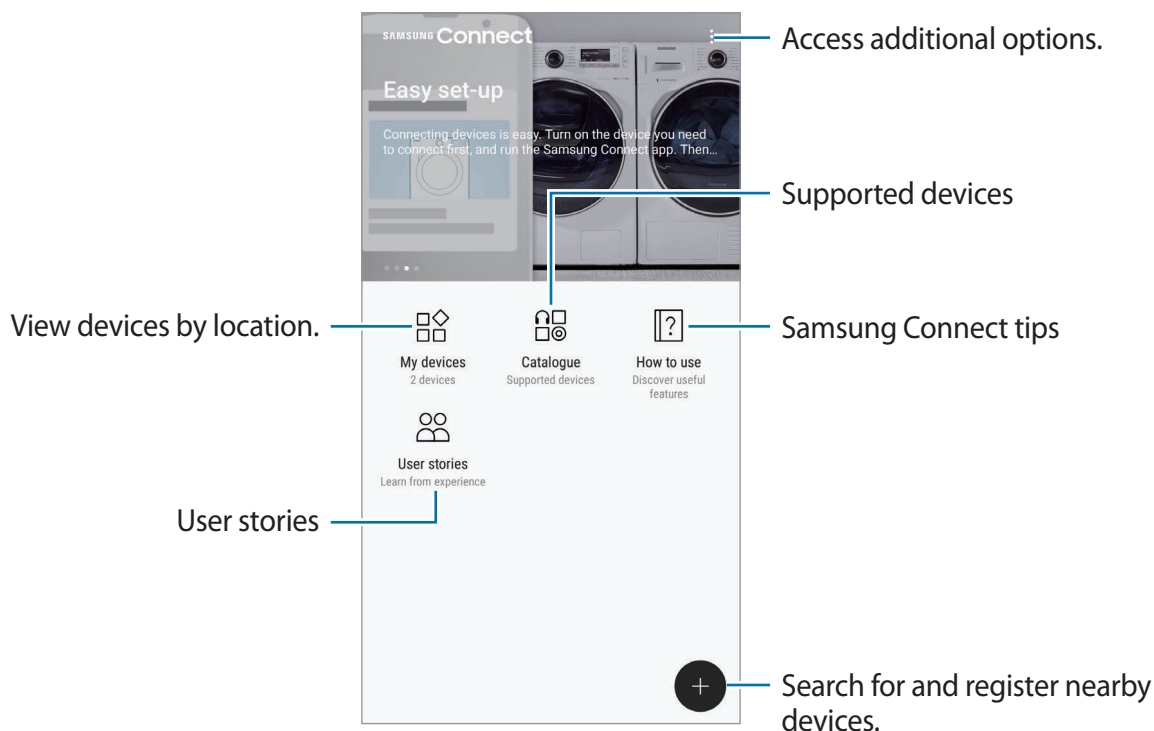 SAMSUNG Connect
Access additional options.
Easy set-up
Connecting devices is easy. Turn on the device you need
to connect first, and run the Samsung Connect app. Then...
Supported devices
View devices by location.
Samsung Connect tips
My devices
2 devices
Catalogue
Supported devices
How to use
Discover useful
features
User stories
Learn from experience
User stories
Search for and register nearby
devices.